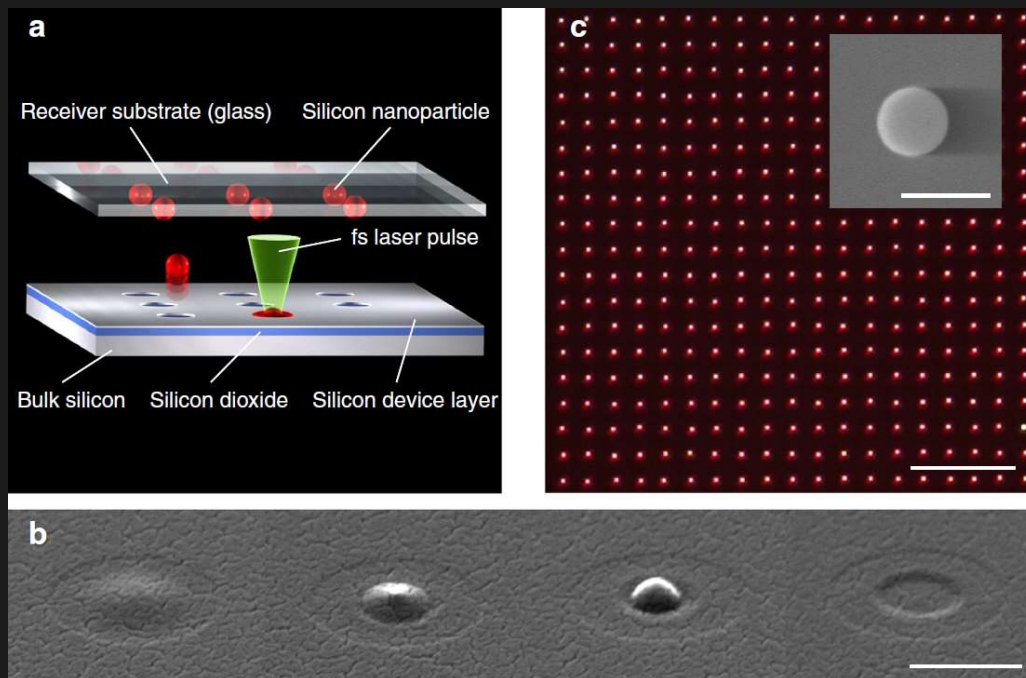 a
Receiver substrate (glass)
Silicon nanoparticle
fs laser pulse
Bulk silicon
Silicon dioxide
Silicon device layer
c
b